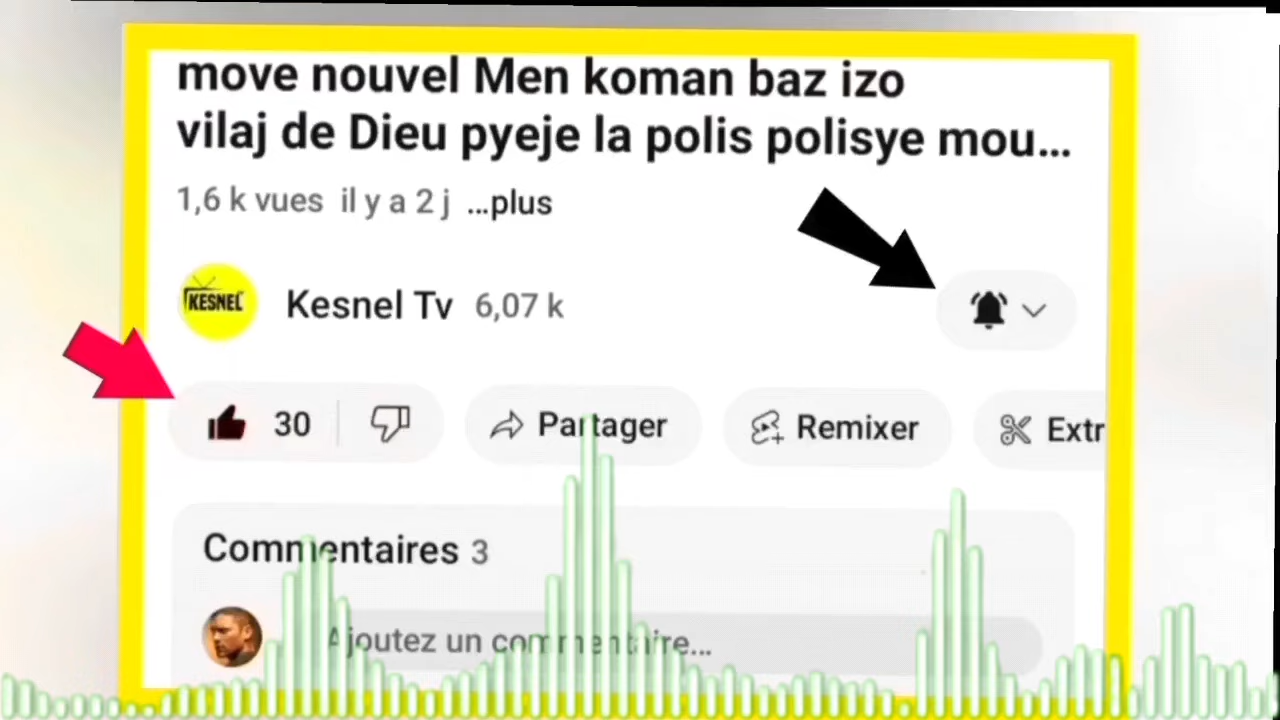 move nouvel Men koman baz izo
vilaj de Dieu pyeje la polis polisye mou...
1,6 k vues il y a 2 j ...plus
KESNEL
Kesnel Tv 6,07 k
30
Partager
Remixer
Extr
Commentaires 3
Ajoutez un commentaire...